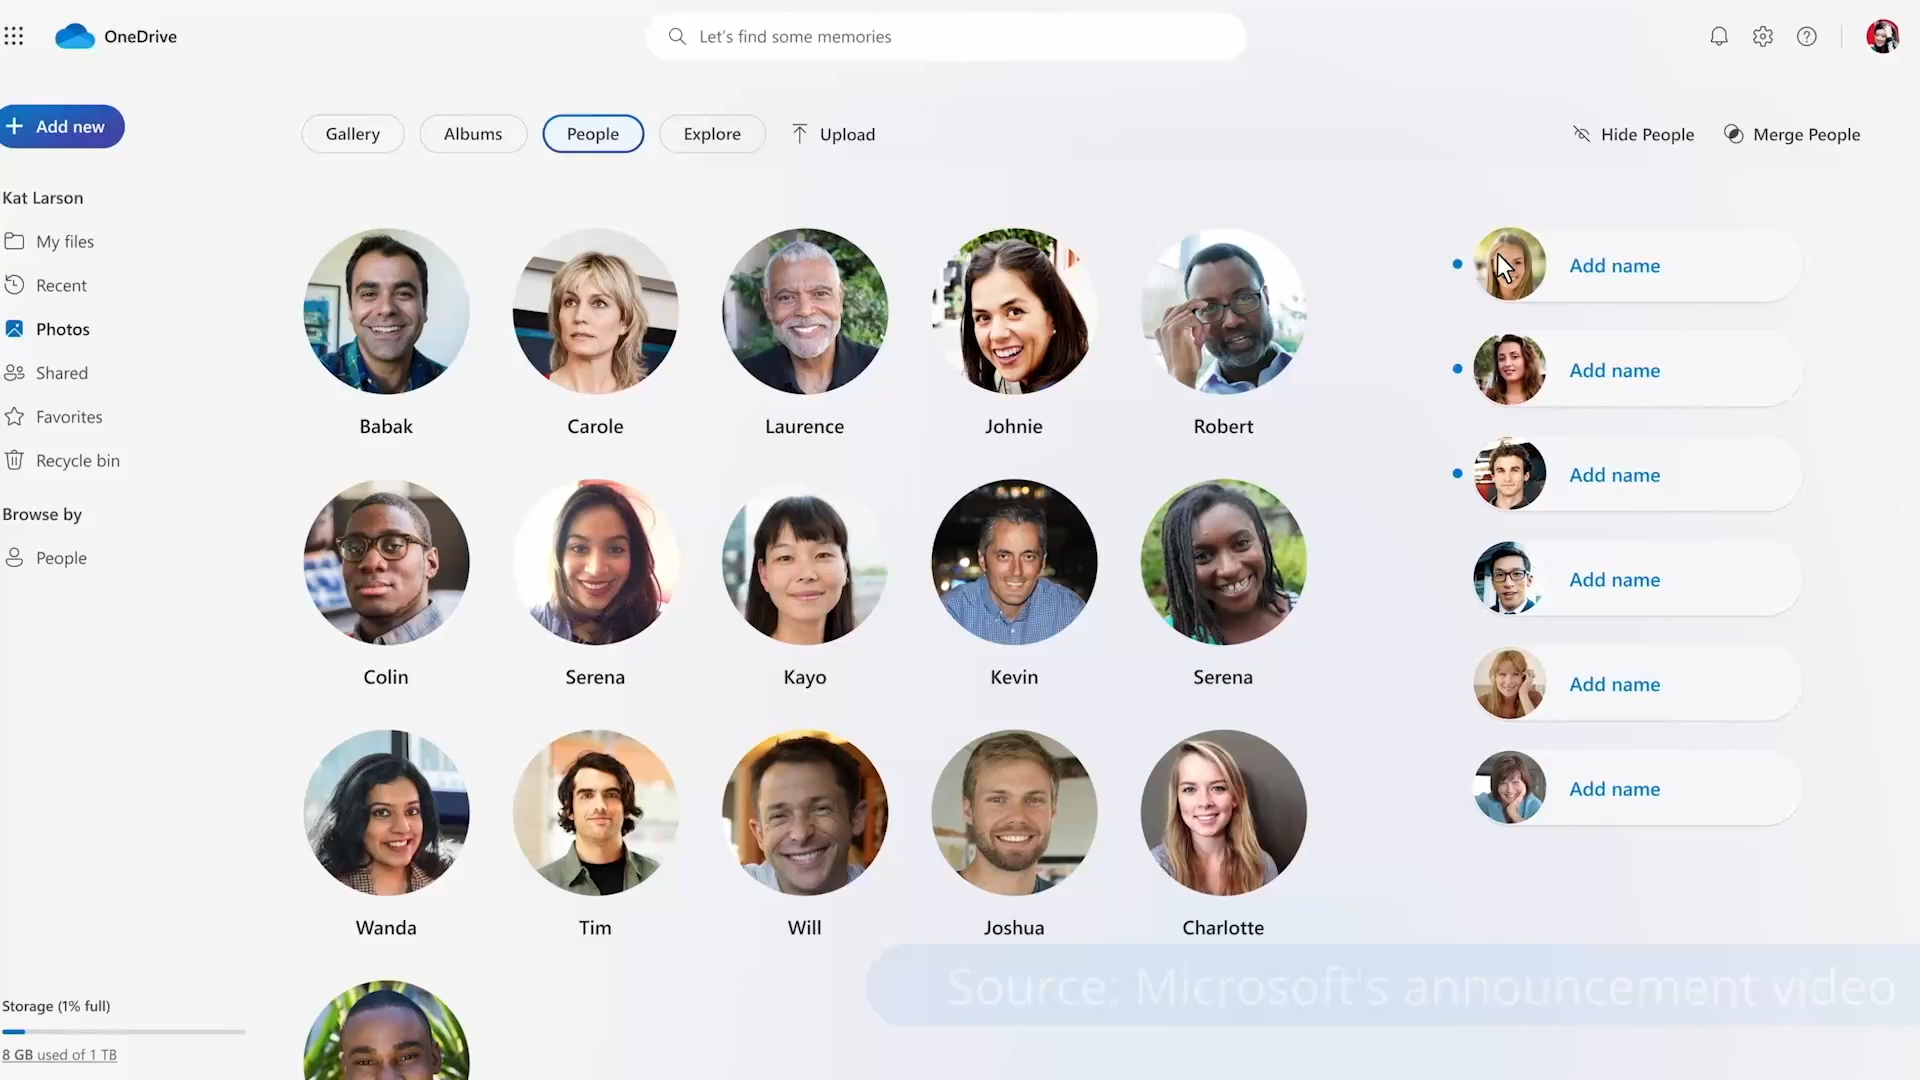 OneDrive
Let's find some memories
Add new
Gallery
Albums
People
Explore
Upload
Hide People
Merge People
Kat Larson
My files
Recent
Photos
Shared
Favorites
Recycle bin
Browse by
People
Babak
Carole
Laurence
Johnie
Robert
Colin
Serena
Kayo
Kevin
Serena
Wanda
Tim
Will
Joshua
Charlotte
Add name
Add name
Add name
Add name
Add name
Add name
Source: Microsoft's announcement video
Storage (1% full)
8 GB used of 1 TB